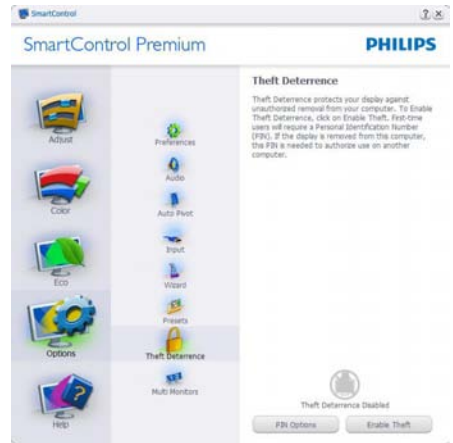 SmartControl
SmartControl Premium
PHILIPS
Adjust
Color
Eco
Options
Help
Preferences
Audio
Auto Pivot
Input
Wizard
Presets
Theft Deterrence
Multi Monitors
Theft Deterrence
Theft Deterrence protects your display against
unauthorized removal from your computer. To Enable
Theft Deterrence, click on Enable Theft. First-time
users will require a Personal Identification Number
(PIN). If the display is removed from this computer,
this PIN is needed to authorize use on another
computer.
Theft Deterrence Disabled
PIN Options
Enable Theft